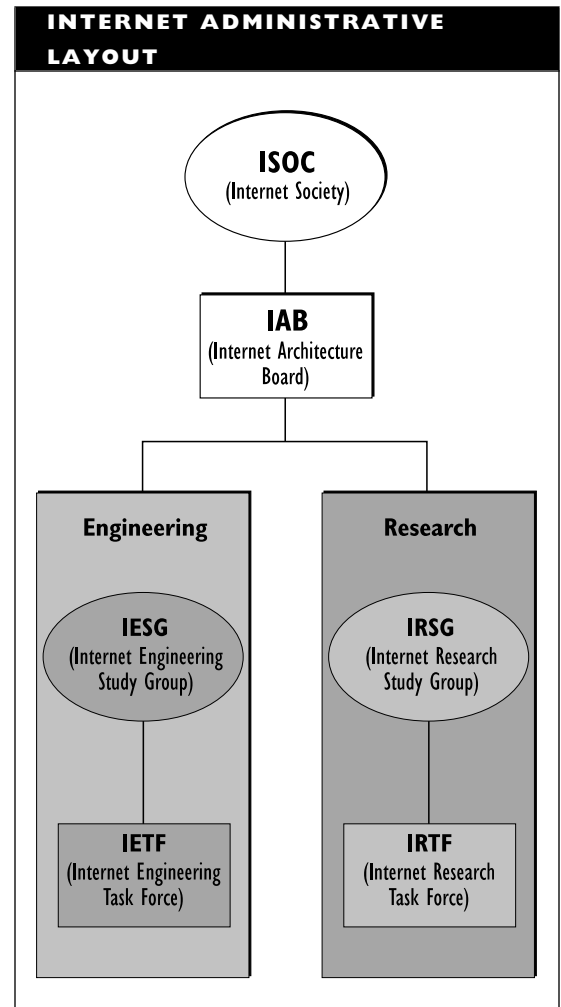 INTERNET ADMINISTRATIVE
LAYOUT
ISOC
(Internet Society)
IAB
(Internet Architecture
Board)
Engineering
IESG
(Internet Engineering
Study Group)
IETF
(Internet Engineering
Task Force)
Research
IRSG
(Internet Research
Study Group)
IRTF
(Internet Research
Task Force)